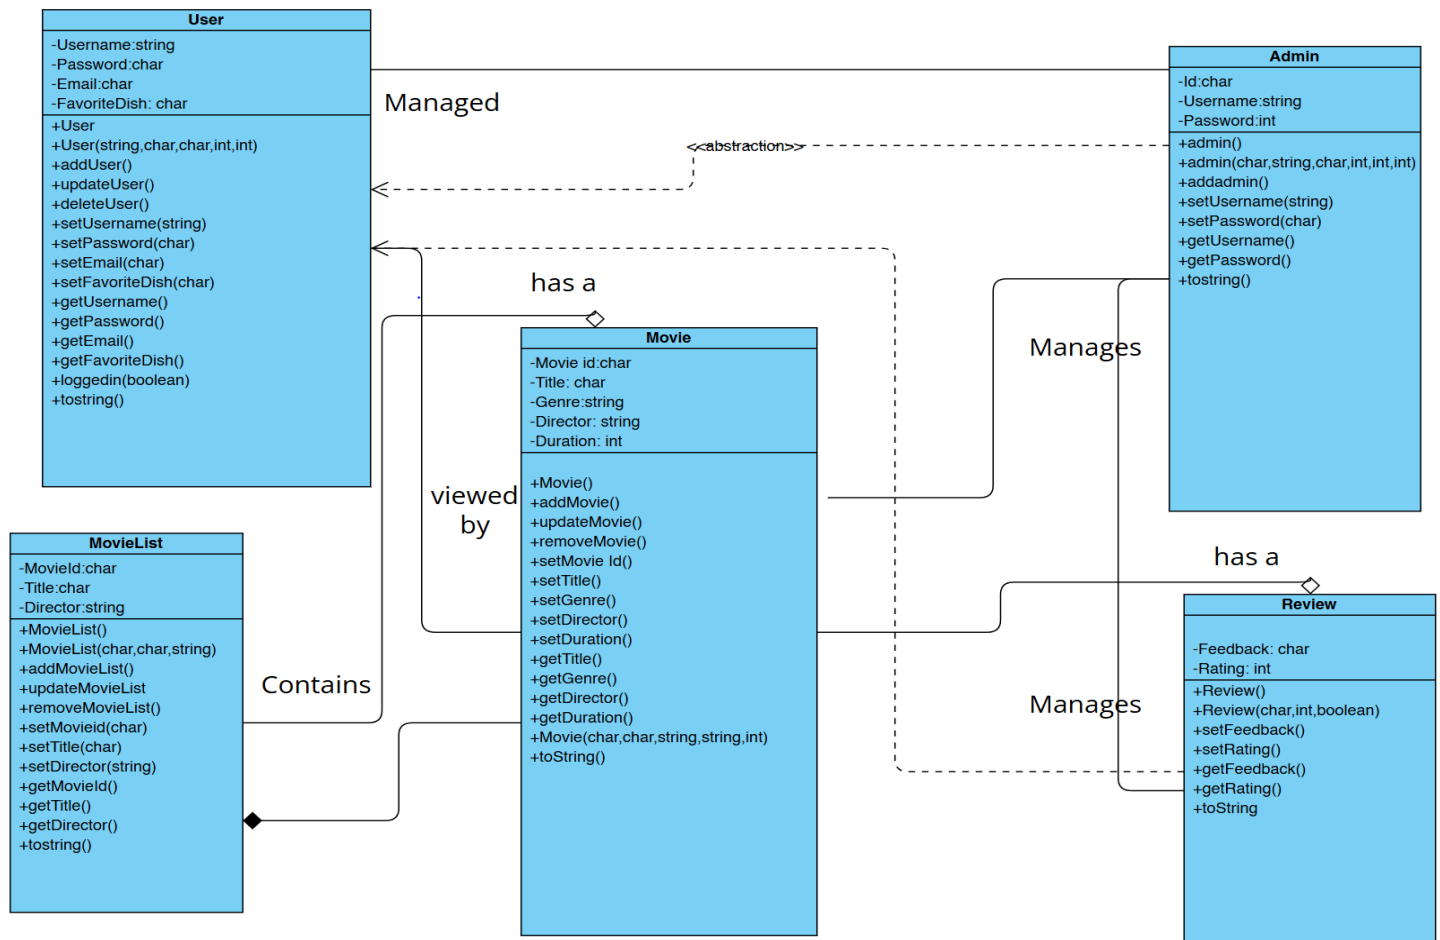 User
-Username:string
-Password:char
-Email:char
-FavoriteDish: char
+User
+User(string,char,char,int,int)
+addUser()
+updateUser()
+deleteUser()
+setUsername(string)
+setPassword(char)
+setEmail(char)
+setFavoriteDish(char)
+getUsername()
+getPassword()
+getEmail()
+getFavoriteDish()
+loggedin(boolean)
+tostring()
Managed
<<abstraction>>
Admin
-Id:char
-Username:string
-Password:int
+admin()
+admin(char,string,char,int,int,int)
+addadmin()
+setUsername(string)
+setPassword(char)
+getUsername()
+getPassword()
+tostring()
has a
Manages
Movie
-Movie id:char
-Title: char
-Genre:string
-Director: string
-Duration: int
+Movie()
+addMovie()
+updateMovie()
+removeMovie()
+setMovie Id()
+setTitle()
+setGenre()
+setDirector()
+setDuration()
+getTitle()
+getGenre()
+getDirector()
+getDuration()
+Movie(char,char,string,string,int)
+toString()
viewed
by
MovieList
-MovieId:char
-Title:char
-Director:string
+MovieList()
+MovieList(char,char,string)
+addMovieList()
+updateMovieList
+removeMovieList()
+setMovieid(char)
+setTitle(char)
+setDirector(string)
+getMovieId()
+getTitle()
+getDirector()
+tostring()
Contains
has a
Manages
Review
-Feedback: char
-Rating: int
+Review()
+Review(char,int,boolean)
+setFeedback()
+setRating()
+getFeedback()
+getRating()
+toString